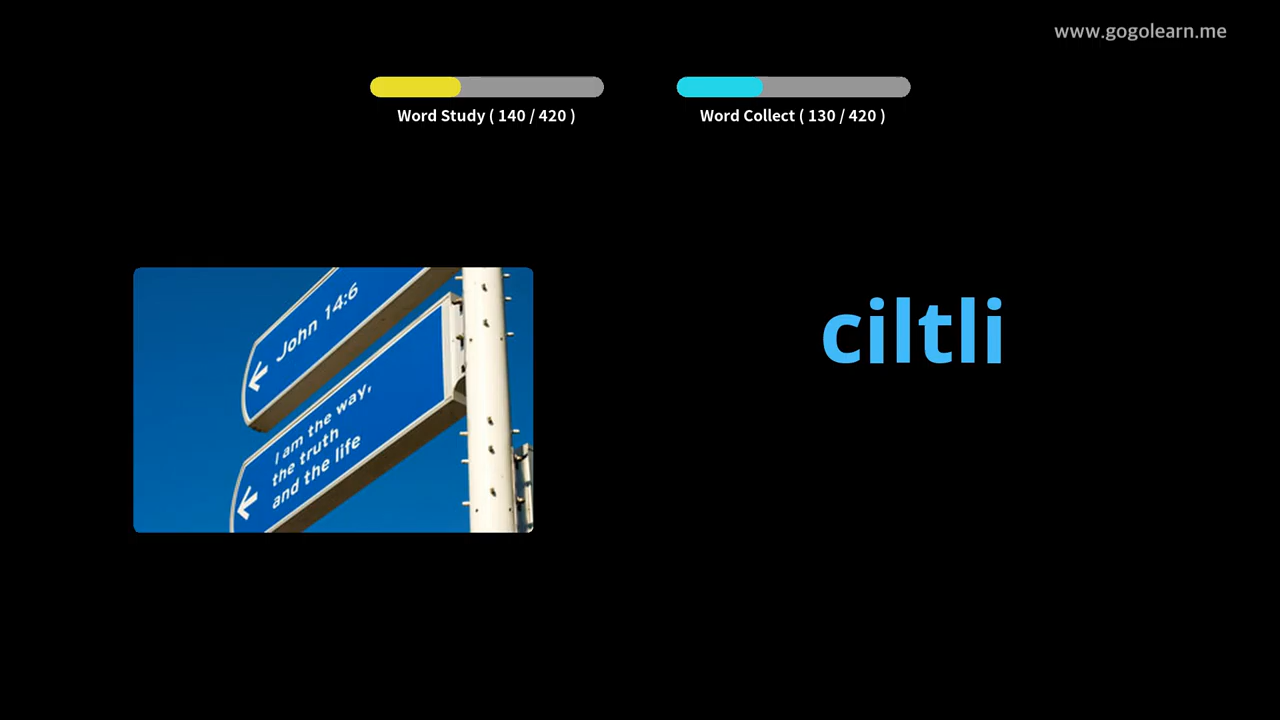 www.gogolearn.me
Word Study ( 140 / 420 )
Word Collect ( 130 / 420 )
John 14:6
I am the way,
the truth
and the life
ciltli